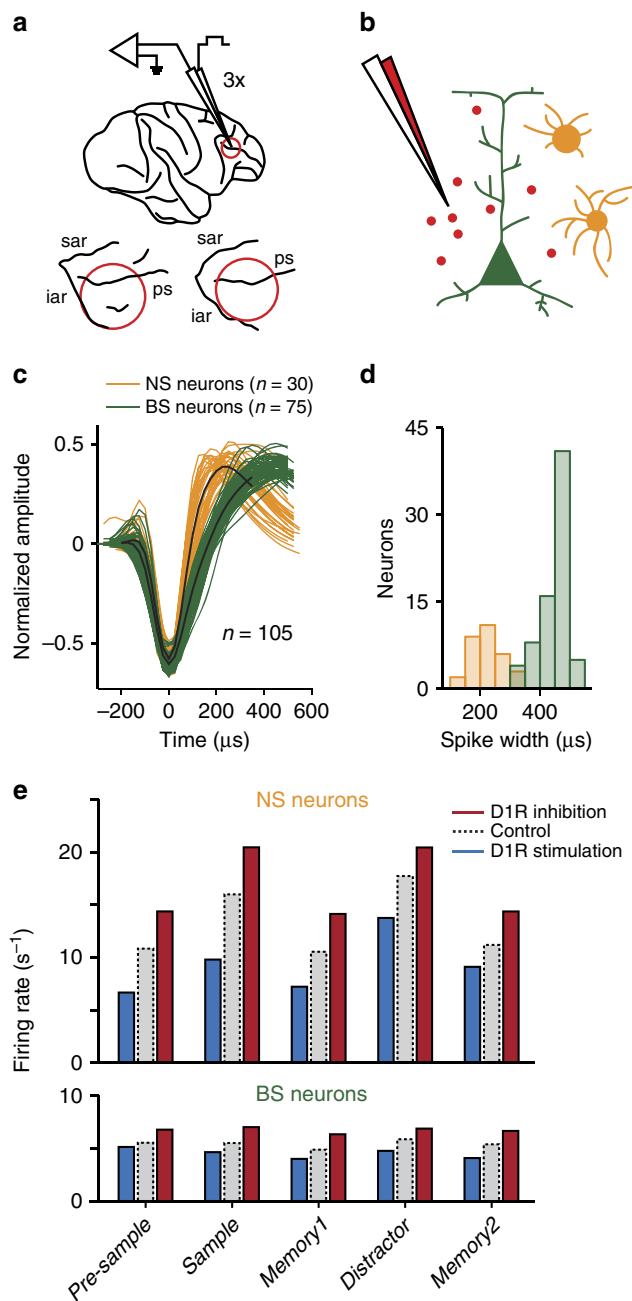 a
3x
sar
iar
ps
sar
iar
ps
b
c
NS neurons (n = 30)
BS neurons (n = 75)
0.5
0
−0.5
Normalized amplitude
n = 105
−200 0 200 400 600
Time (μs)
d
45
30
15
0
Neurons
200 400
Spike width (μs)
e
NS neurons
D1R inhibition
Control
D1R stimulation
20
10
0
Firing rate (s⁻¹)
BS neurons
10
0
Pre-sample
Sample
Memory1
Distractor
Memory2